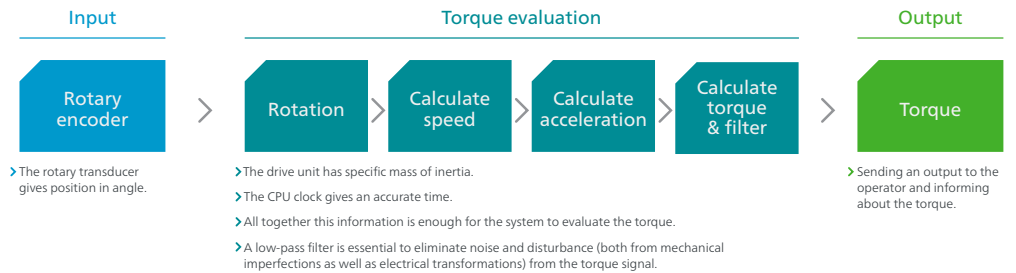 Input
Torque evaluation
Output
Rotary
encoder
Rotation
Calculate
speed
Calculate
acceleration
Calculate
torque
& filter
Torque
The rotary transducer
gives position in angle.
The drive unit has specific mass of inertia.
The CPU clock gives an accurate time.
All together this information is enough for the system to evaluate the torque.
A low-pass filter is essential to eliminate noise and disturbance (both from mechanical
imperfections as well as electrical transformations) from the torque signal.
Sending an output to the
operator and informing
about the torque.